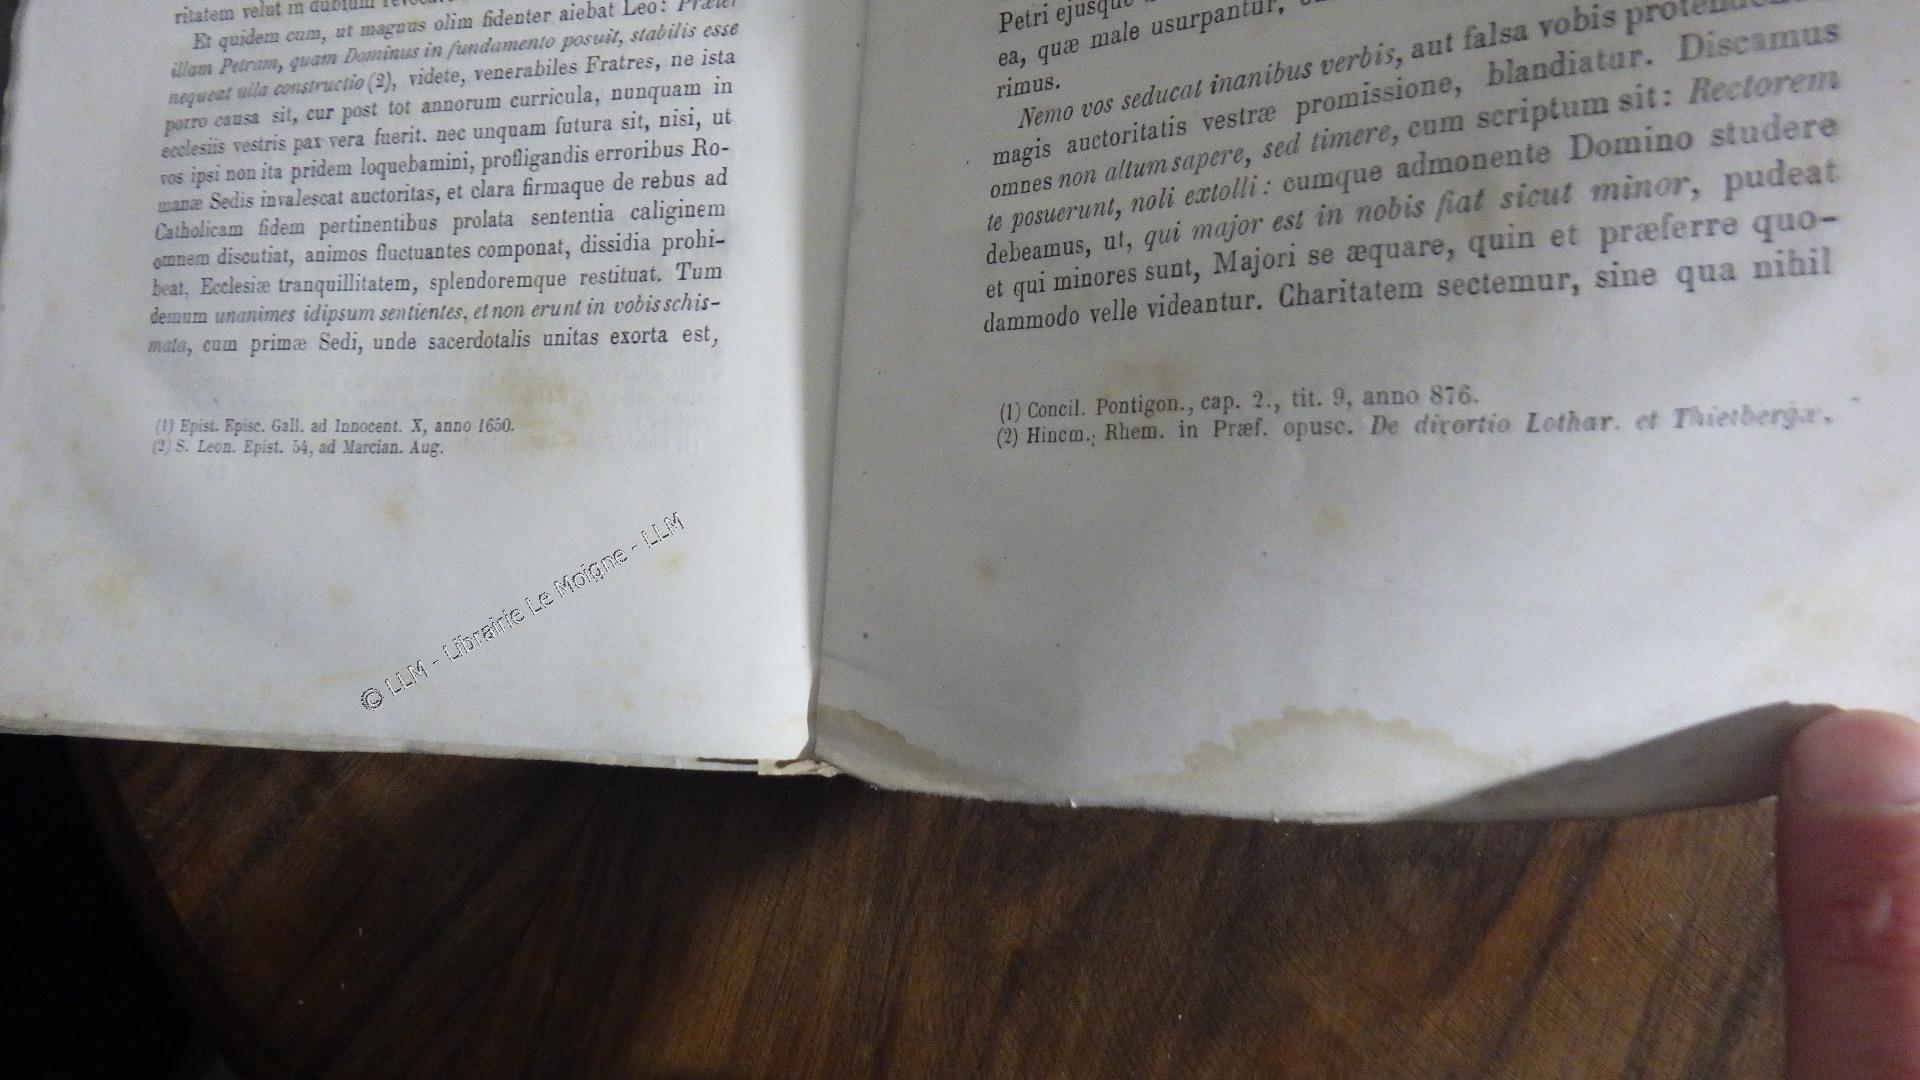 ritatem velut in dubium
Et quidem cum, ut magnus olim fidenter aiebat Leo: Præter
illam Petram, quam Dominus in fundamento posuit, stabilis esse
nequeat ulla constructio (2), videte, venerabiles Fratres, ne ista
porro causa sit, cur post tot annorum curricula, nunquam in
ecclesiis vestris pax vera fuerit. nec unquam futura sit, nisi, ut
vos ipsi non ita pridem loquebamini, profligandis erroribus Ro-
manæ Sedis invalescat auctoritas, et clara firmaque de rebus ad
Catholicam fidem pertinentibus prolata sententia caliginem
omnem discutiat, animos fluctuantes componat, dissidia prohi-
beat, Ecclesiæ tranquillitatem, splendoremque restituat. Tum
demum unanimes idipsum sentientes, et non erunt in vobis schis-
mata, cum primæ Sedi, unde sacerdotalis unitas exorta est,
(1) Epist. Episc. Gall. ad Innocent. X, anno 1650.
(2) S. Leon. Epist. 54, ad Marcian. Aug.
Petri ejusque
ea, quæ male usurpantur,
rimus.
Nemo vos seducat inanibus verbis, aut falsa vobis
magis auctoritatis vestræ promissione, blandiatur. Discamus
omnes non altum sapere, sed timere, cum scriptum sit: Rectorem
te posuerunt, noli extolli: cumque admonente Domino studere
debeamus, ut, qui major est in nobis fiat sicut minor, pudeat
et qui minores sunt, Majori se æquare, quin et præferre quo-
dammodo velle videantur. Charitatem sectemur, sine qua nihil
(1) Concil. Pontigon., cap. 2., tit. 9, anno 876.
(2) Hincm., Rhem. in Præf. opusc. De divortio Lothar. et Thietbergæ.
© LLM - Librairie Le Moigne - LLM